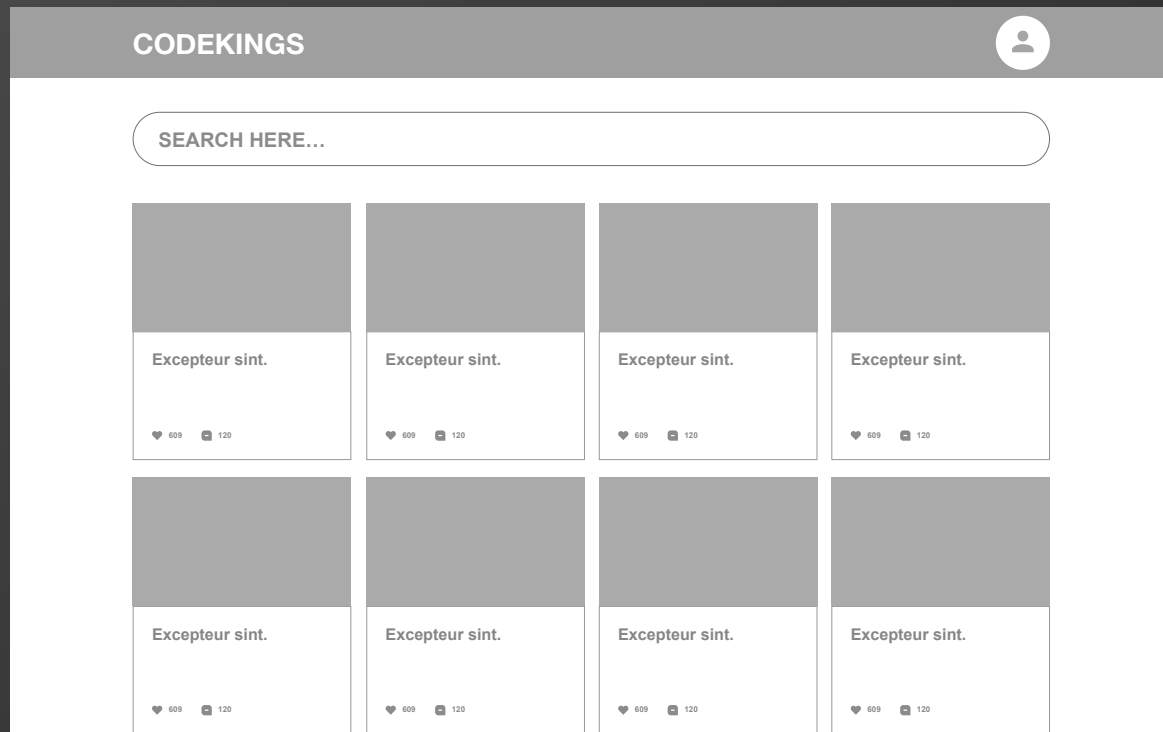 CODEKINGS
SEARCH HERE...
Excepteur sint. Excepteur sint. Excepteur sint. Excepteur sint.
609 120 609 120 609 120 609 120
Excepteur sint. Excepteur sint. Excepteur sint. Excepteur sint.
609 120 609 120 609 120 609 120